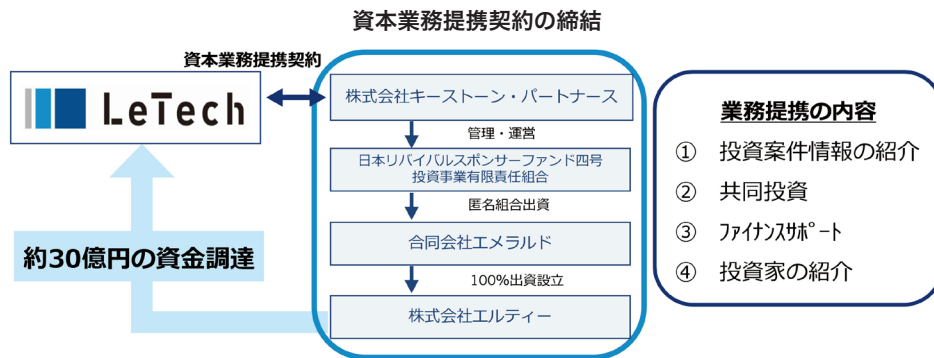 資本業務提携契約の締結
資本業務提携契約
LeTech
株式会社キーストーン・パートナース
管理・運営
日本リバイバルスポンサーファンド四号
投資事業有限責任組合
匿名組合出資
合同会社エメラルド
100%出資設立
株式会社エルティー
約30億円の資金調達
業務提携の内容
① 投資案件情報の紹介
② 共同投資
③ ﾌｧｲﾅﾝｽｻﾎﾟｰﾄ
④ 投資家の紹介